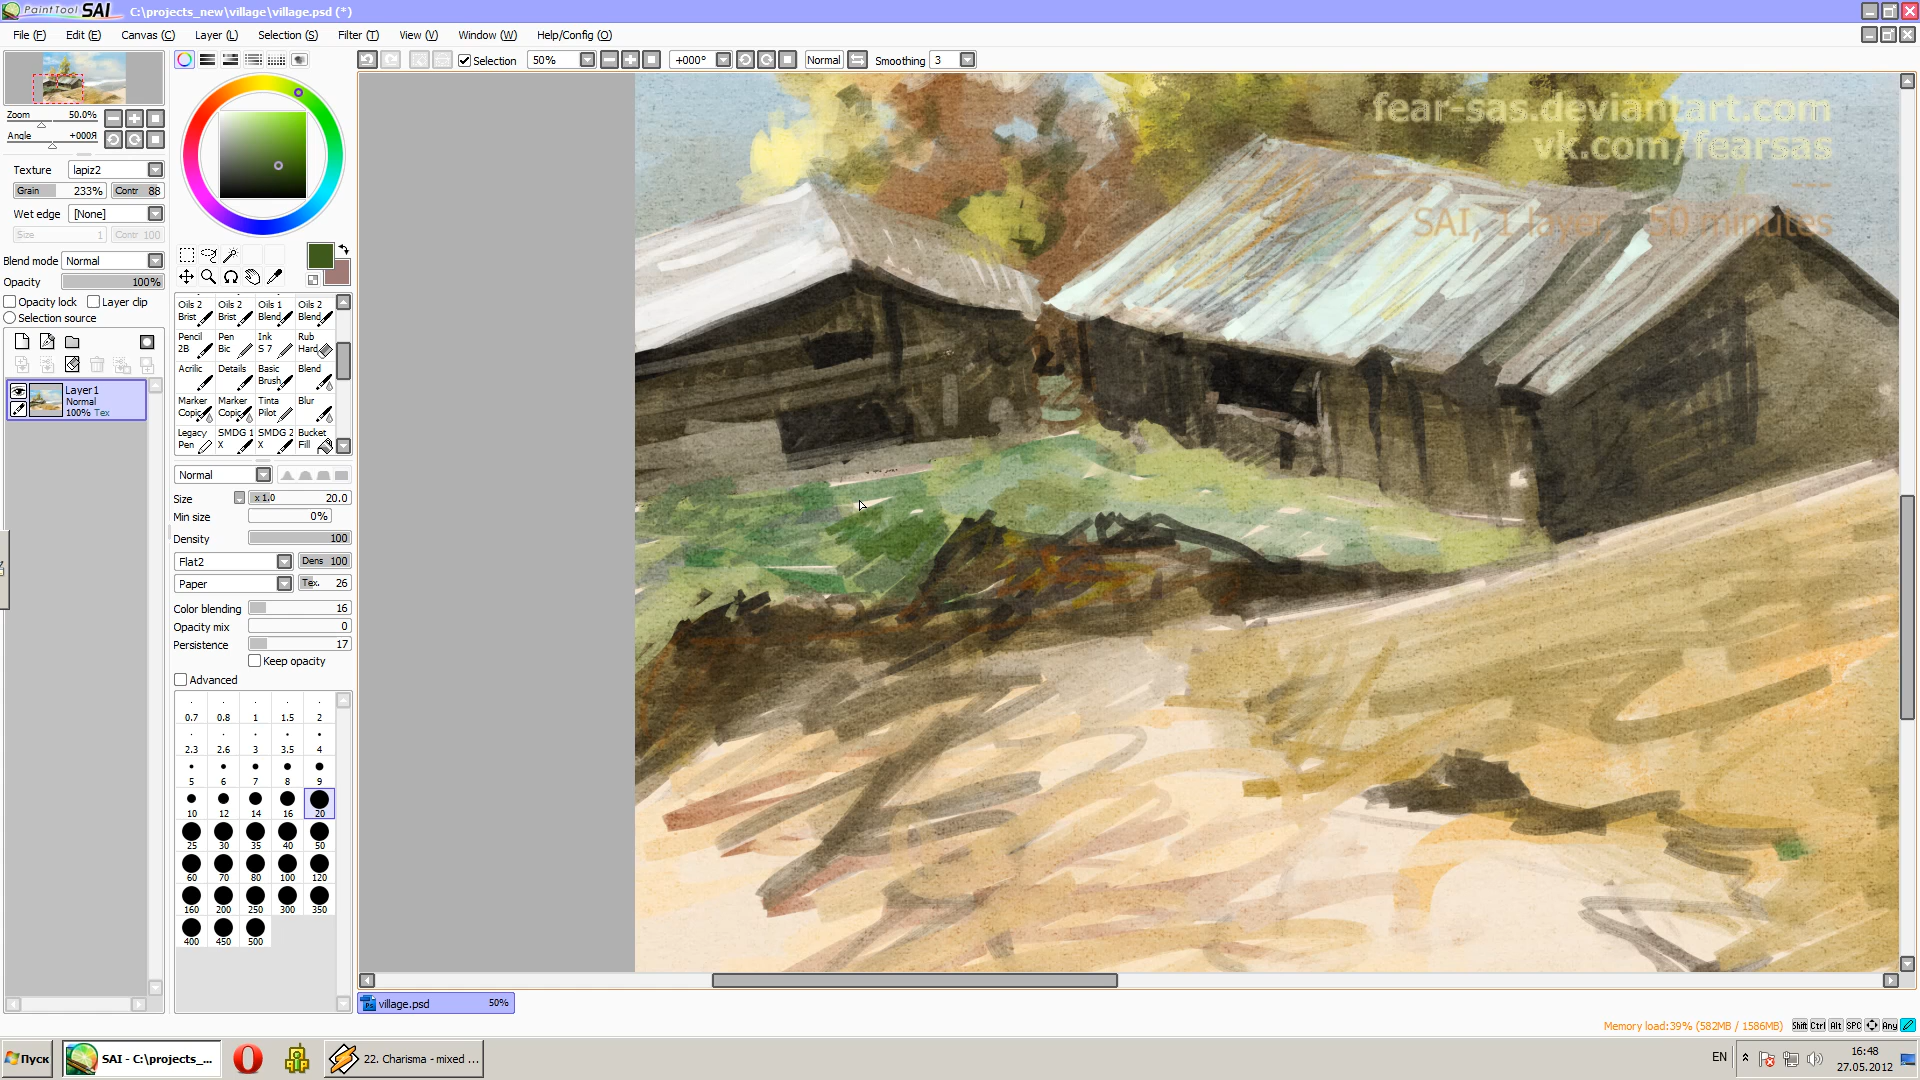 PaintTool SAI C:\projects_new\village\village.psd (*)
File (F) Edit (E) Canvas (C) Layer (L) Selection (S) Filter (T) View (V) Window (W) Help/Config (O)
Selection 50% +000° Normal Smoothing 3
Zoom 50.0%
Angle +000Я
Texture lapiz2
Grain 233% Contr 88
Wet edge [None]
Size 1 Contr 100
Blend mode Normal
Opacity 100%
Opacity lock Layer clip
Selection source
Layer1
Normal
100% Tex
Oils 2 Brist Oils 2 Brist Oils 1 Blend Oils 2 Blend
Pencil 2B Pen Bic Ink S 7 Rub Hard
Acrilic Details Basic Brush Blend
Marker Copic Marker Copic Tinta Pilot Blur
Legacy Pen SMDG 1 X SMDG 2 X Bucket Fill
Normal
Size x 1.0 20.0
Min size 0%
Density 100
Flat2 Dens 100
Paper Tex. 26
Color blending 16
Opacity mix 0
Persistence 17
Keep opacity
Advanced
0.7 0.8 1 1.5 2
2.3 2.6 3 3.5 4
5 6 7 8 9
10 12 14 16 20
25 30 35 40 50
60 70 80 100 120
160 200 250 300 350
400 450 500
fear-sas.deviantart.com
vk.com/fearsas
---
SAI, 1 layer, 50 minutes
village.psd 50%
Memory load:39% (582MB / 1586MB) Shift Ctrl Alt SPC Any
Пуск SAI - C:\projects_... 22. Charisma - mixed ... EN 16:48
27.05.2012